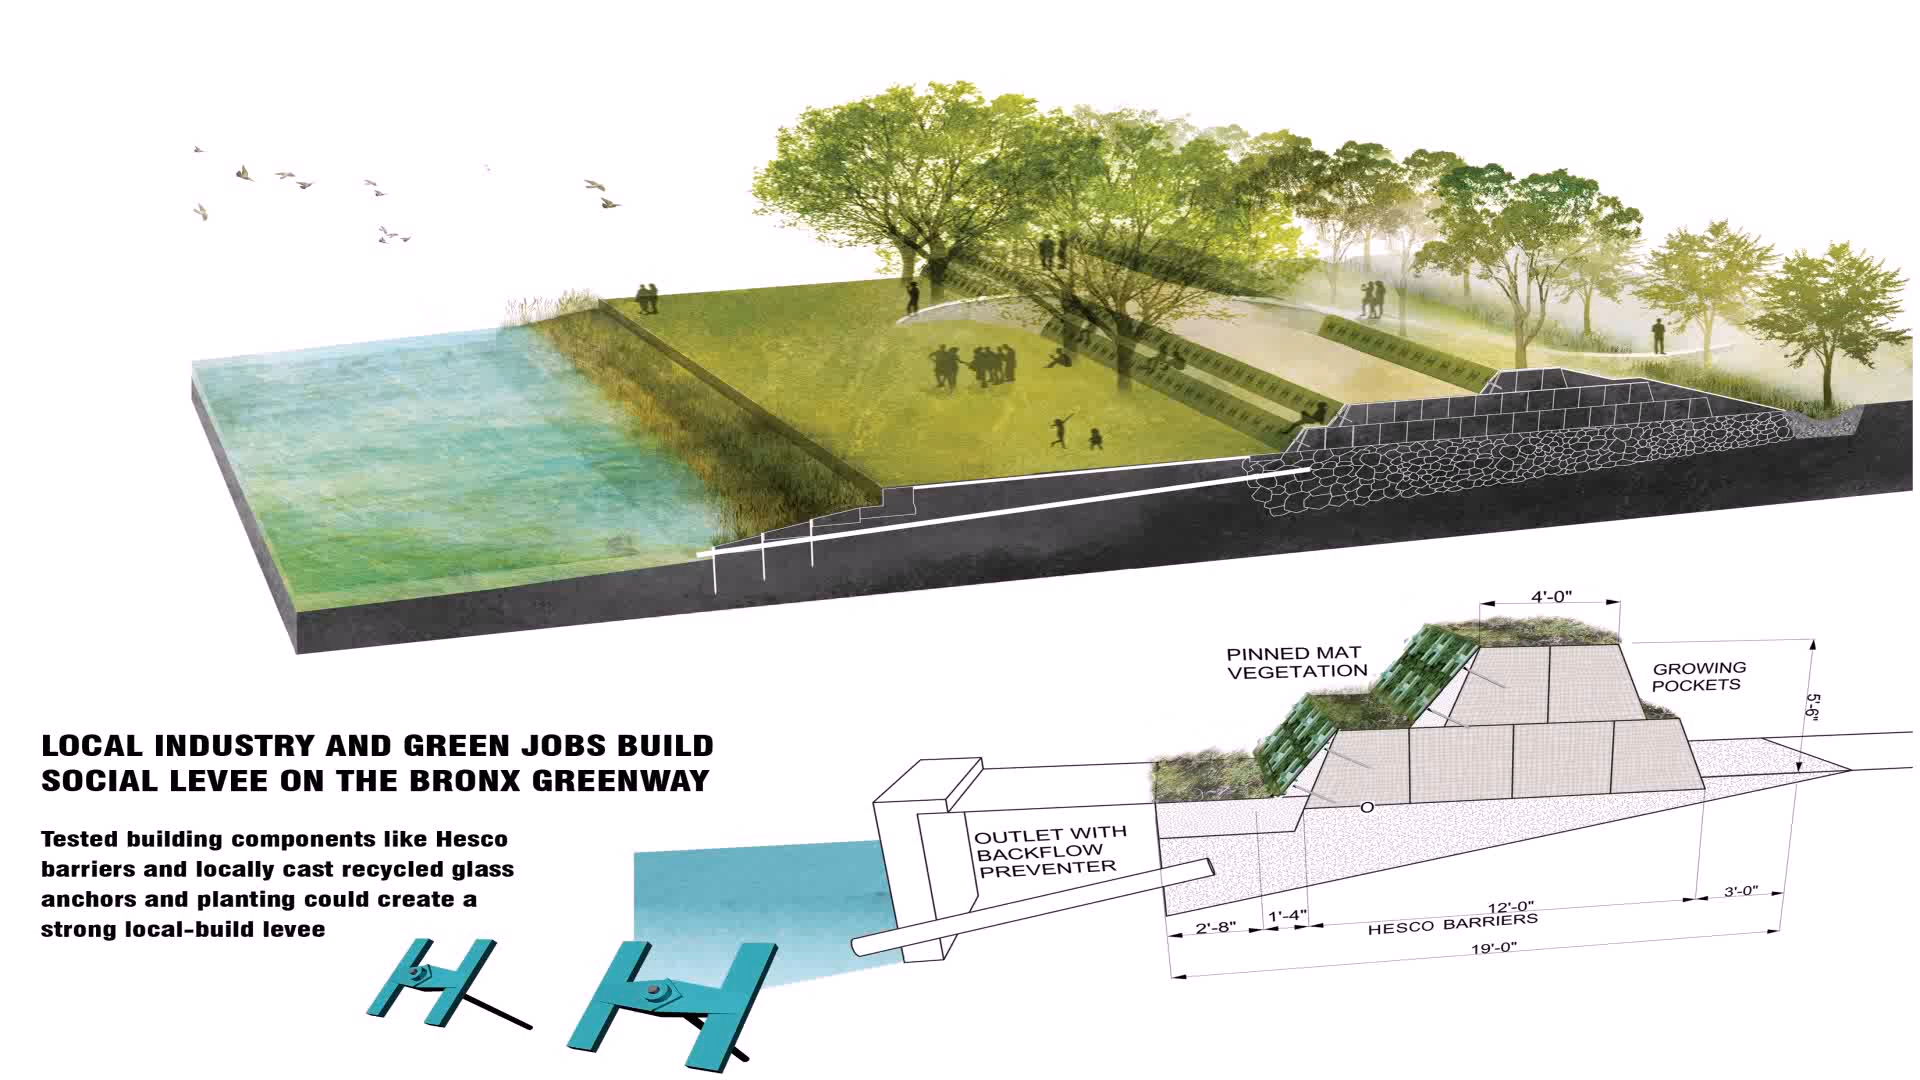 4'-0"
PINNED MAT
VEGETATION
GROWING
POCKETS
5'-6"
LOCAL INDUSTRY AND GREEN JOBS BUILD
SOCIAL LEVEE ON THE BRONX GREENWAY
Tested building components like Hesco
barriers and locally cast recycled glass
anchors and planting could create a
strong local-build levee
OUTLET WITH
BACKFLOW
PREVENTER
2'-8"
1'-4"
12'-0"
3'-0"
HESCO BARRIERS
19'-0"